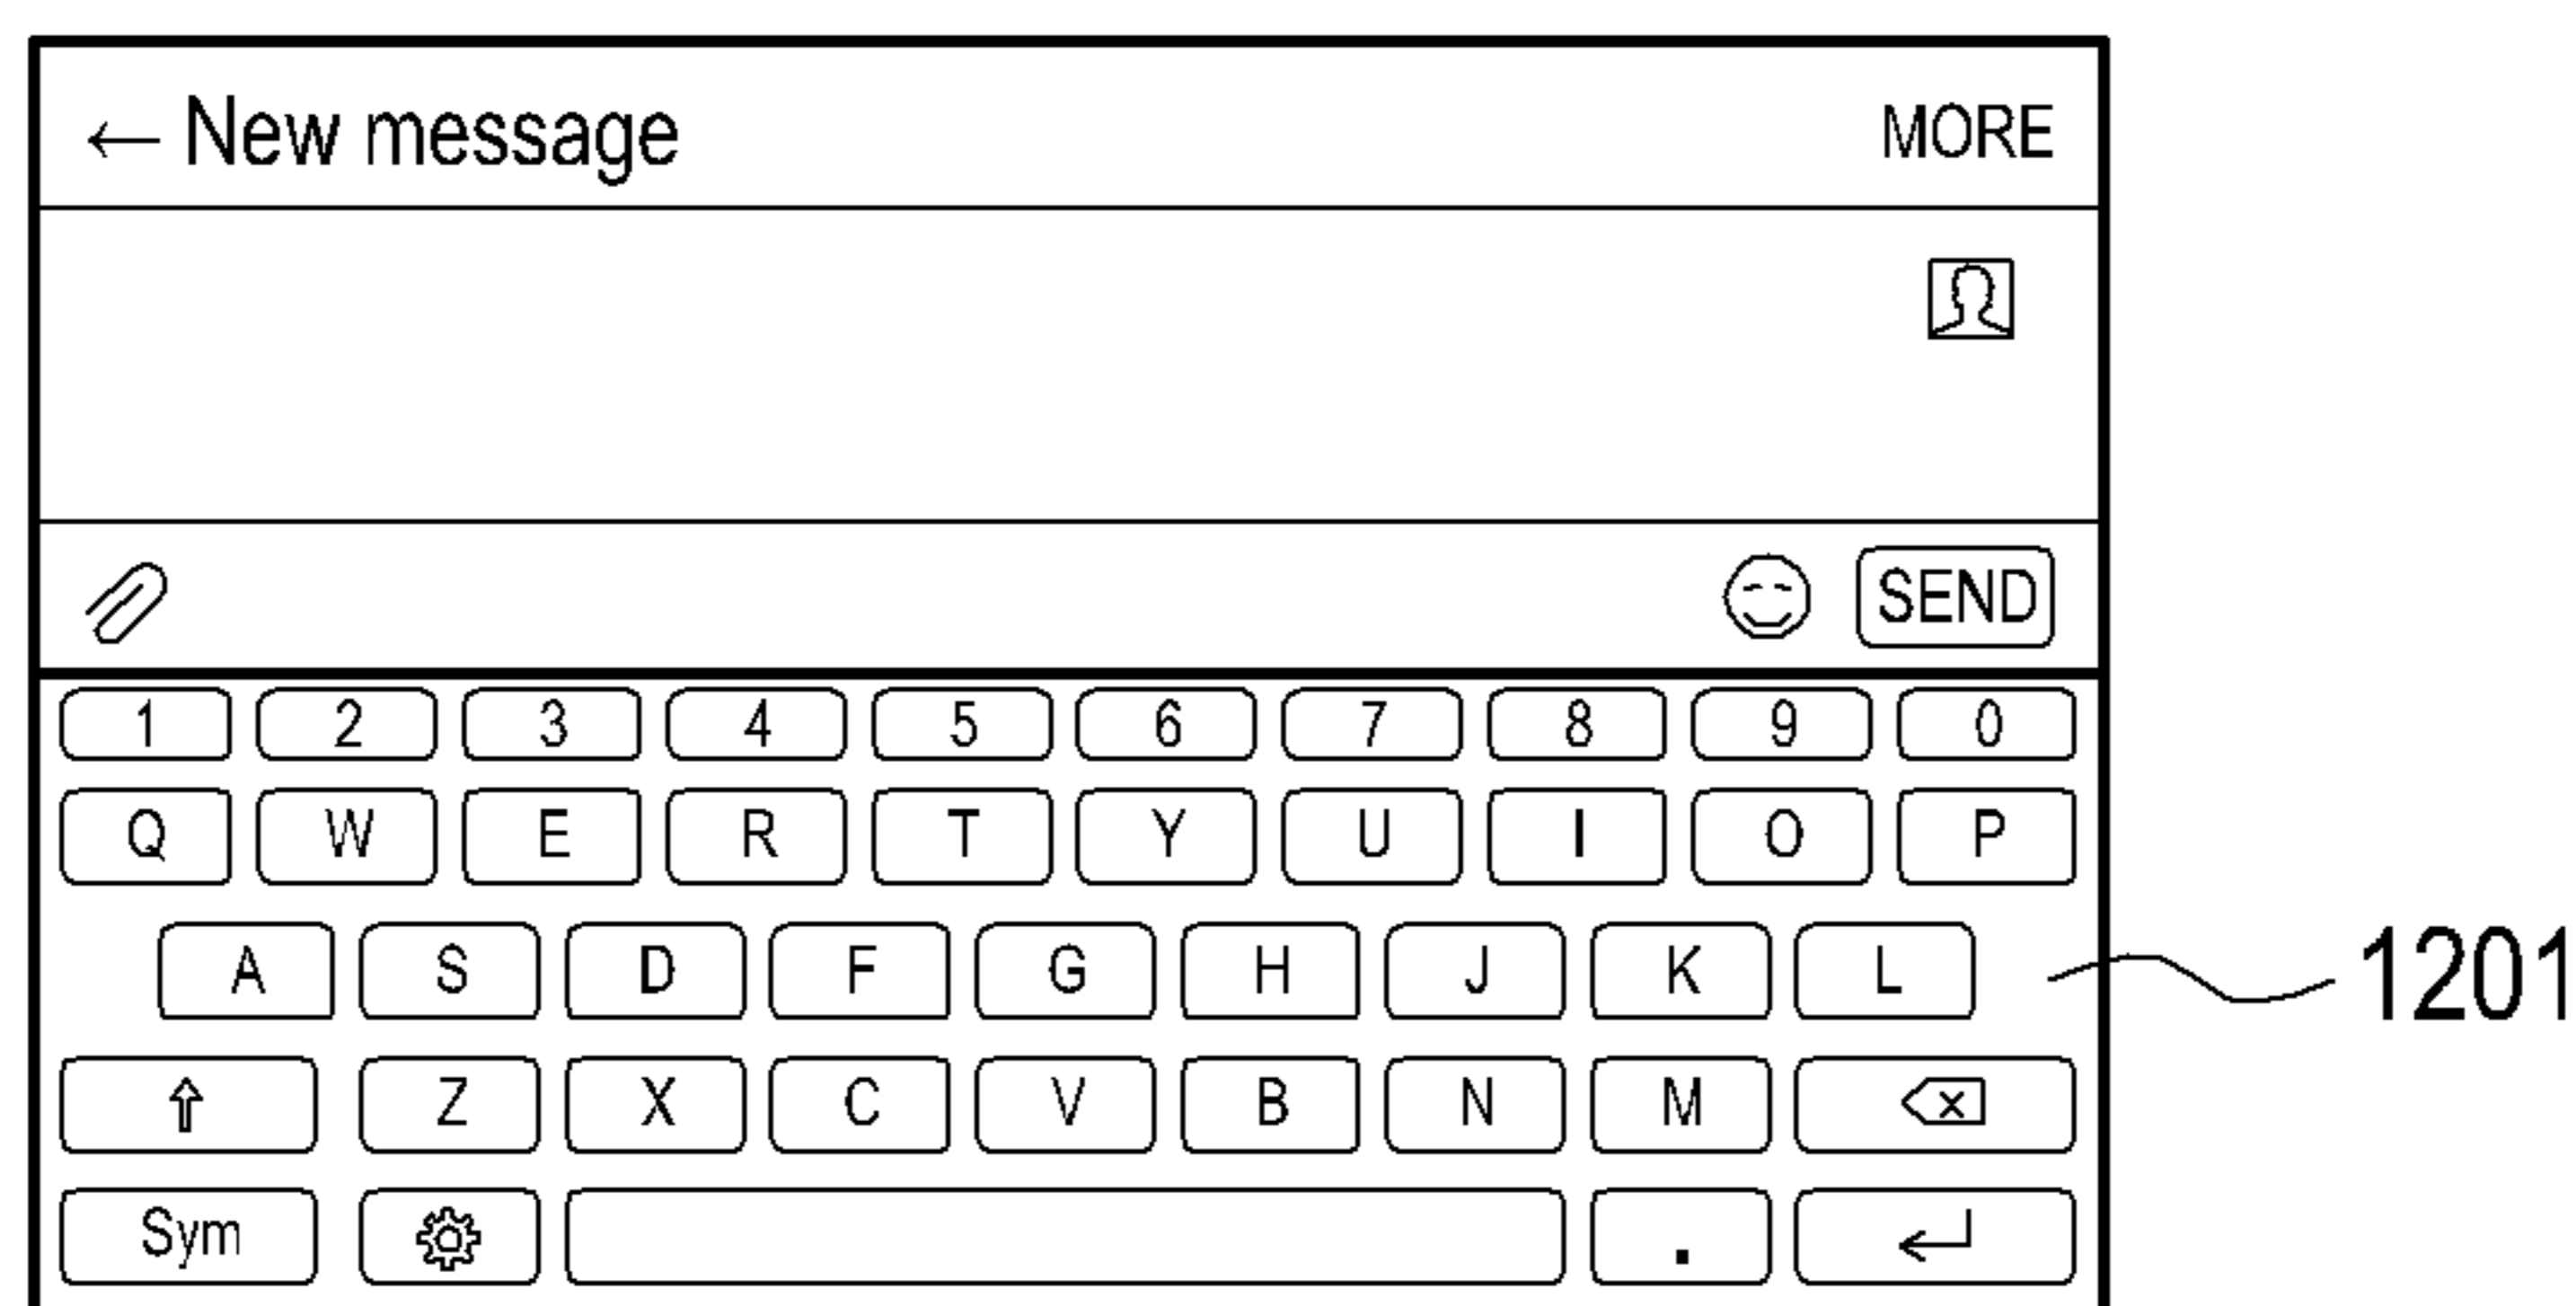 ← New message MORE
SEND
1 2 3 4 5 6 7 8 9 0
Q W E R T Y U I O P
A S D F G H J K L
1201
Z X C V B N M
Sym .